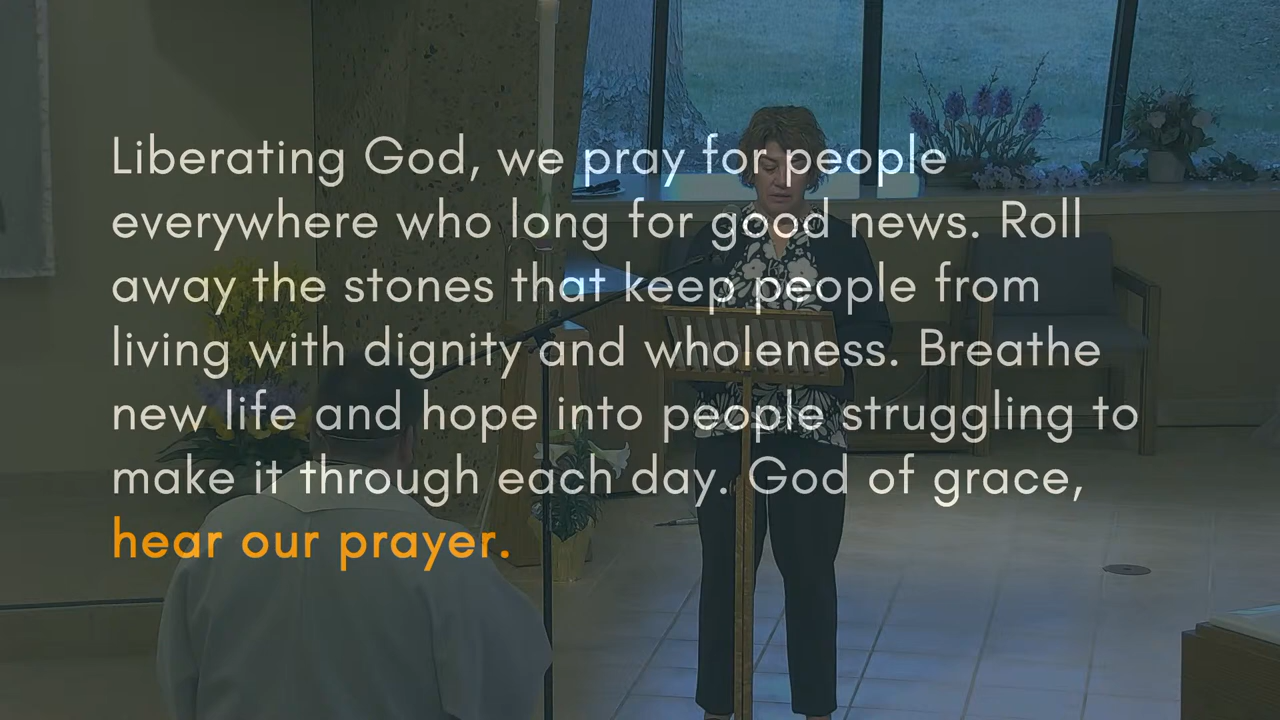 Liberating God, we pray for people
everywhere who long for good news. Roll
away the stones that keep people from
living with dignity and wholeness. Breathe
new life and hope into people struggling to
make it through each day. God of grace,
hear our prayer.